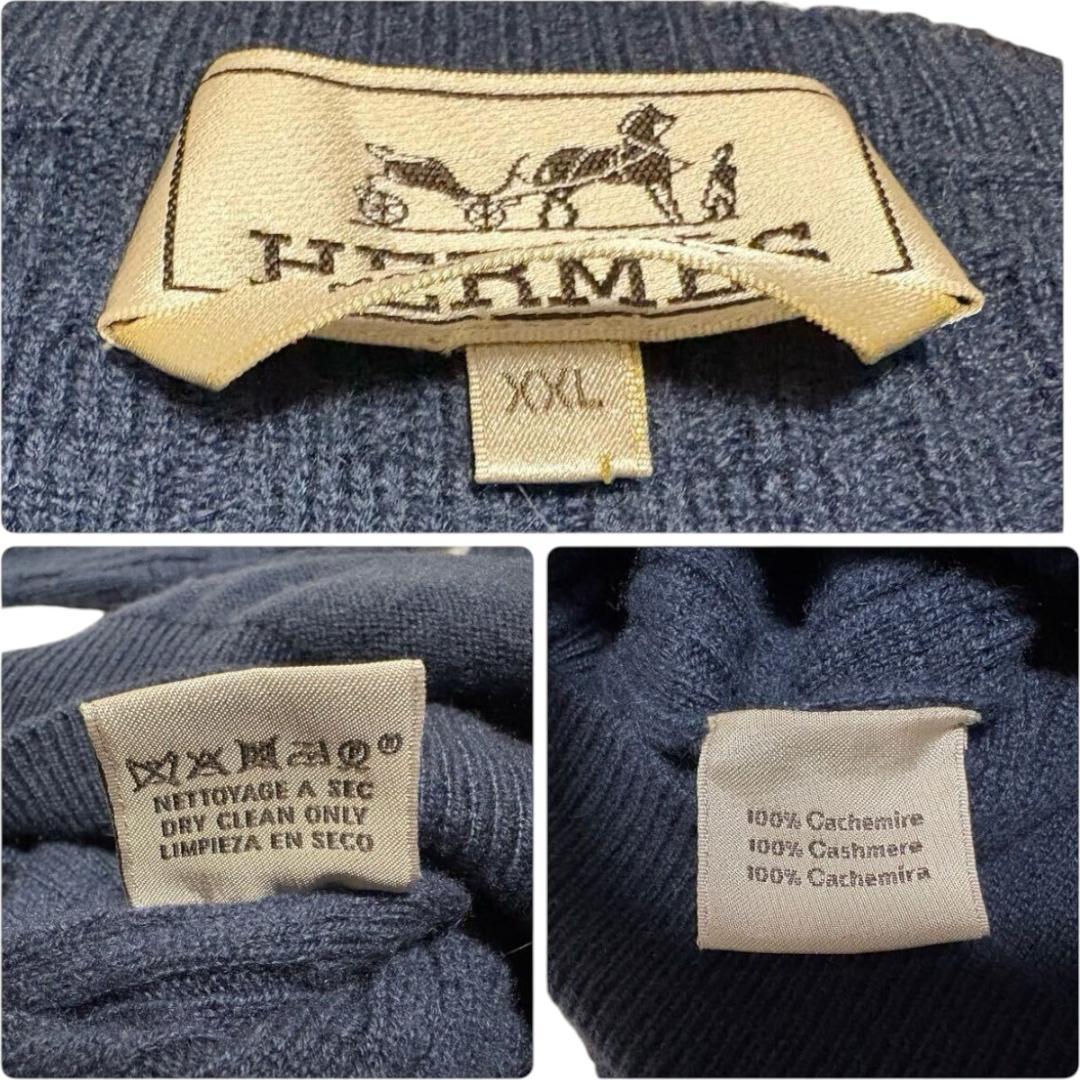 HERMES
XXL
NETTOYAGE A SEC
DRY CLEAN ONLY
LIMPIEZA EN SECO
100% Cachemire
100% Cashmere
100% Cachemira